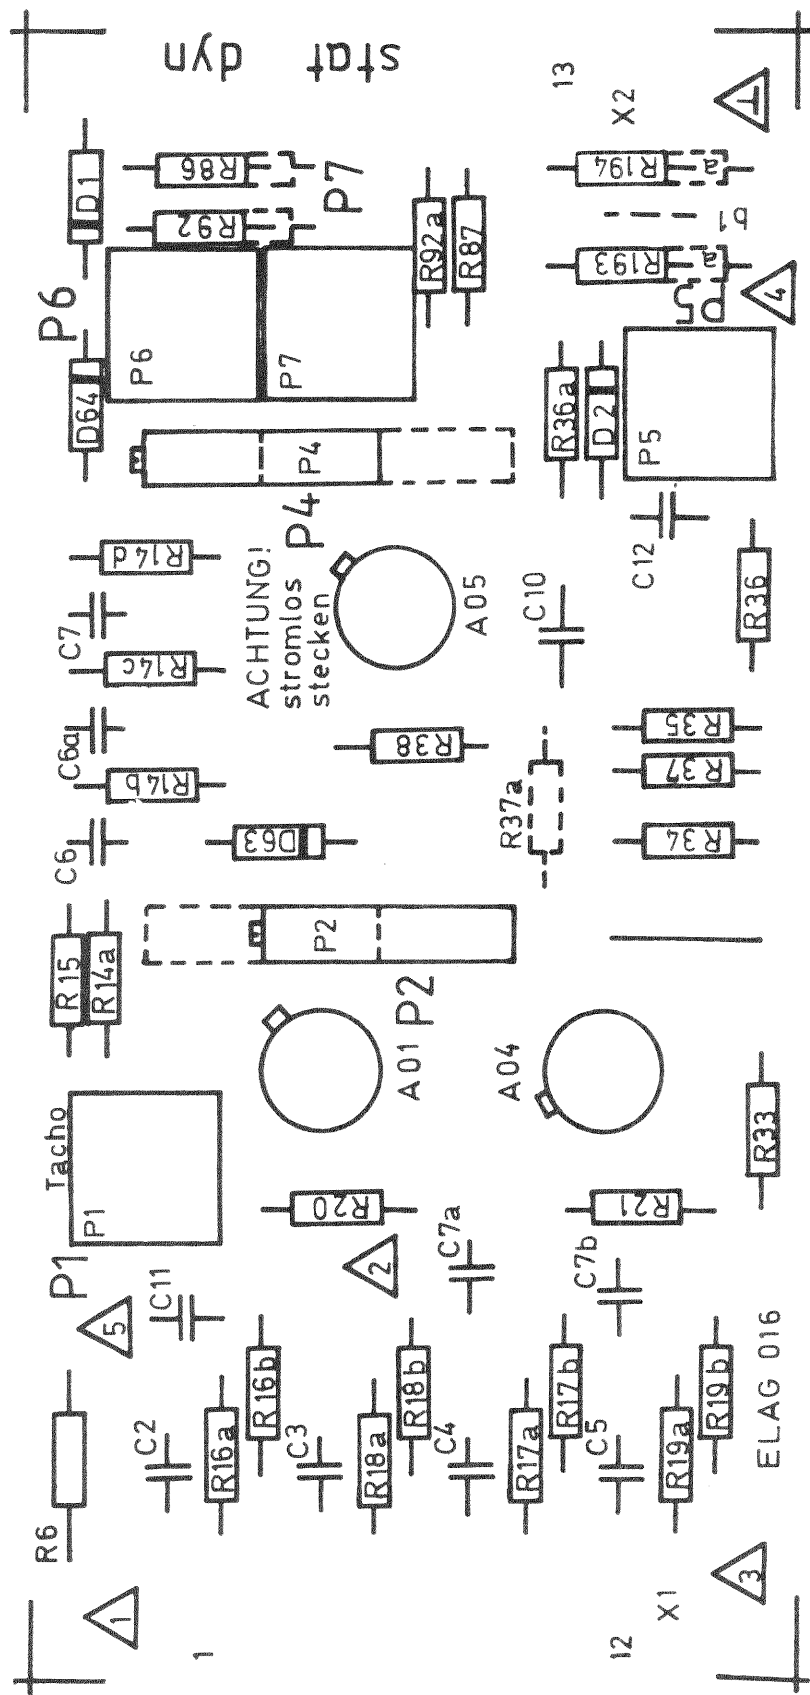 stat dyn
13
X2
T
D1
R86
P7
R92
R92a
R87
R194
a
b1
R193
a
P5
4
P6
P6
P7
D64
P4
P4
R36a
D2
P5
C12
R14d
C7
R14c
ACHTUNG!
stromlos
stecken
A05
C10
R36
C6a
R14b
R38
R37a
R35
R37
R34
C6
D63
R15
R14a
P2
P2
A01
A04
R33
Tacho
P1
P1
R20
R21
2
C7a
C7b
5
C11
R16b
R18b
R17b
R19b
C2
R16a
C3
R18a
C4
R17a
C5
R19a
ELAG 016
R6
1
1
12
X1
3